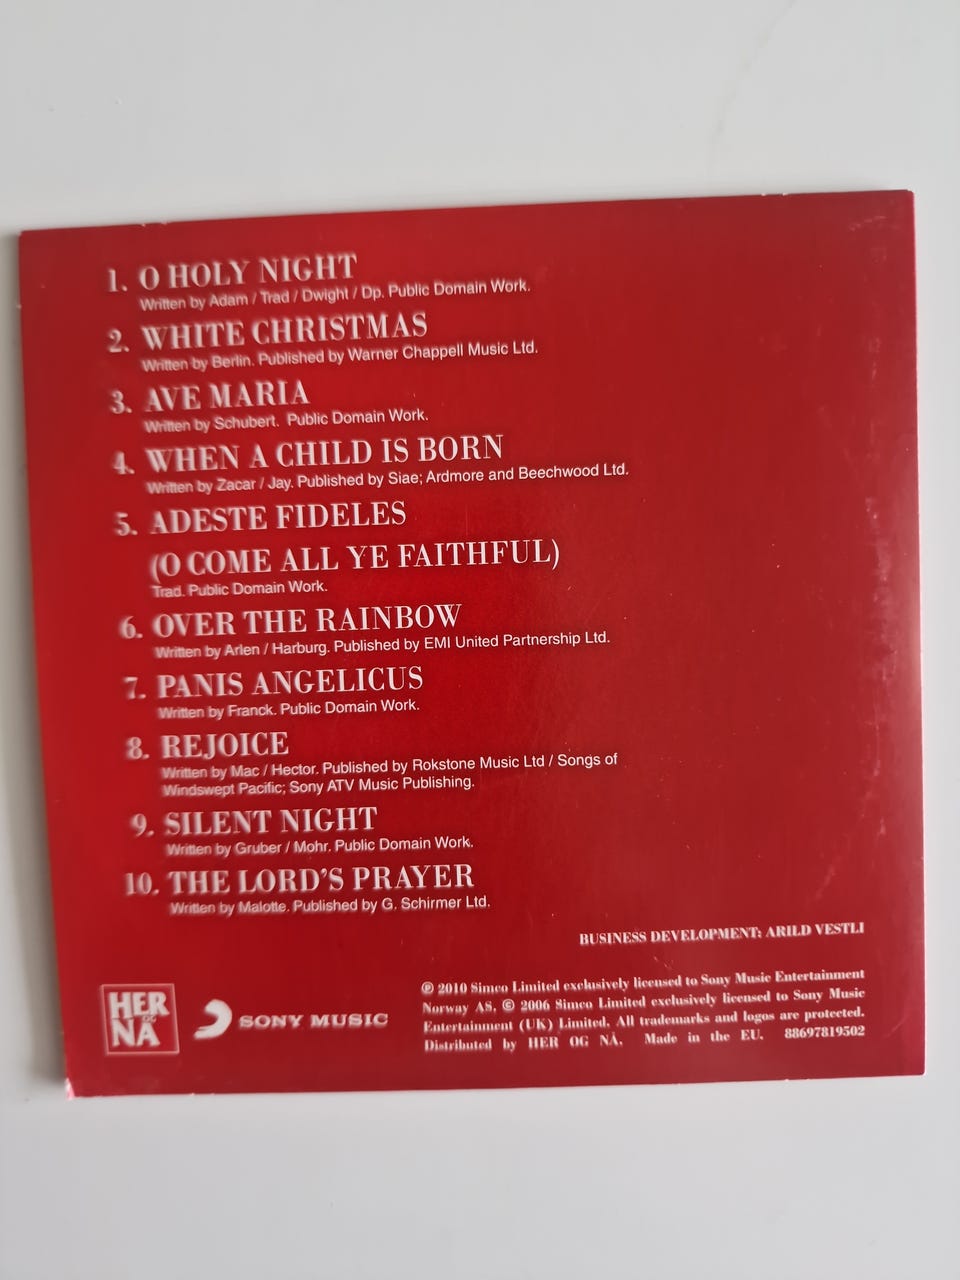 1. O HOLY NIGHT
Written by Adam / Trad / Dwight / Dp. Public Domain Work.
2. WHITE CHRISTMAS
Written by Berlin. Published by Warner Chappell Music Ltd.
3. AVE MARIA
Written by Schubert. Public Domain Work.
4. WHEN A CHILD IS BORN
Written by Zacar / Jay. Published by Siae; Ardmore and Beechwood Ltd.
5. ADESTE FIDELES
(O COME ALL YE FAITHFUL)
Trad. Public Domain Work.
6. OVER THE RAINBOW
Written by Arlen / Harburg. Published by EMI United Partnership Ltd.
7. PANIS ANGELICUS
Written by Franck. Public Domain Work.
8. REJOICE
Written by Mac / Hector. Published by Rokstone Music Ltd / Songs of
Windswept Pacific; Sony ATV Music Publishing.
9. SILENT NIGHT
Written by Gruber / Mohr. Public Domain Work.
10. THE LORD'S PRAYER
Written by Malotte. Published by G. Schirmer Ltd.
BUSINESS DEVELOPMENT: ARILD VESTLI
HER
OG
NÅ
SONY MUSIC
℗ 2010 Simco Limited exclusively licensed to Sony Music Entertainment
Norway AS, © 2006 Simco Limited exclusively licensed to Sony Music
Entertainment (UK) Limited. All trademarks and logos are protected.
Distributed by HER OG NÅ. Made in the EU. 88697819502